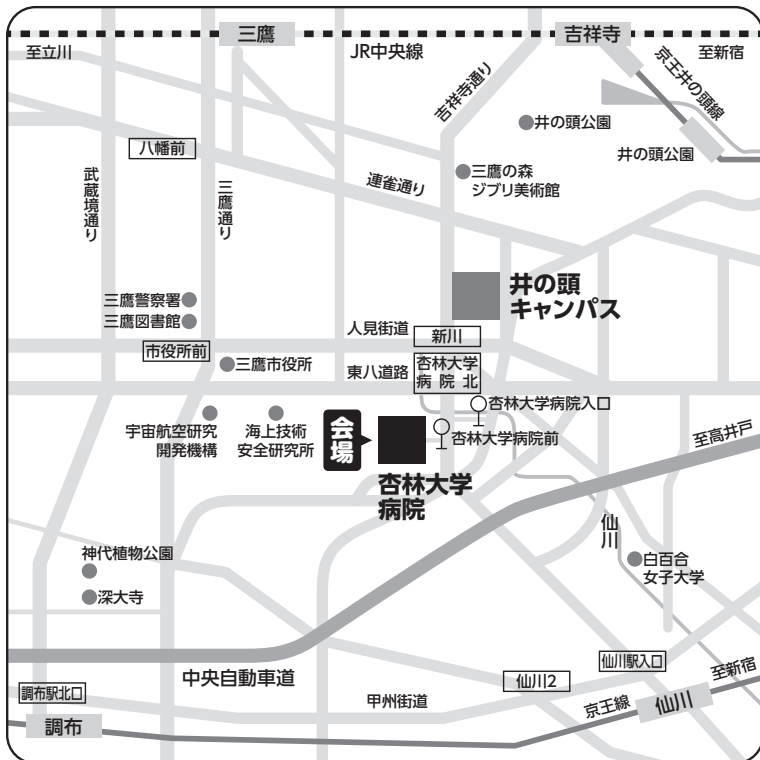 三鷹
吉祥寺
至立川
JR中央線
至新宿
京王井の頭線
吉祥寺通り
井の頭公園
井の頭公園
八幡前
三鷹の森
ジブリ美術館
連雀通り
武蔵境通り
三鷹通り
井の頭
キャンパス
三鷹警察署
三鷹図書館
人見街道
新川
市役所前
三鷹市役所
東八道路
杏林大学
病院北
杏林大学病院入口
宇宙航空研究
開発機構
海上技術
安全研究所
会場
杏林大学病院前
至高井戸
杏林大学
病院
仙川
神代植物公園
白百合
女子大学
深大寺
中央自動車道
仙川駅入口
仙川2
至新宿
調布駅北口
甲州街道
京王線
仙川
調布